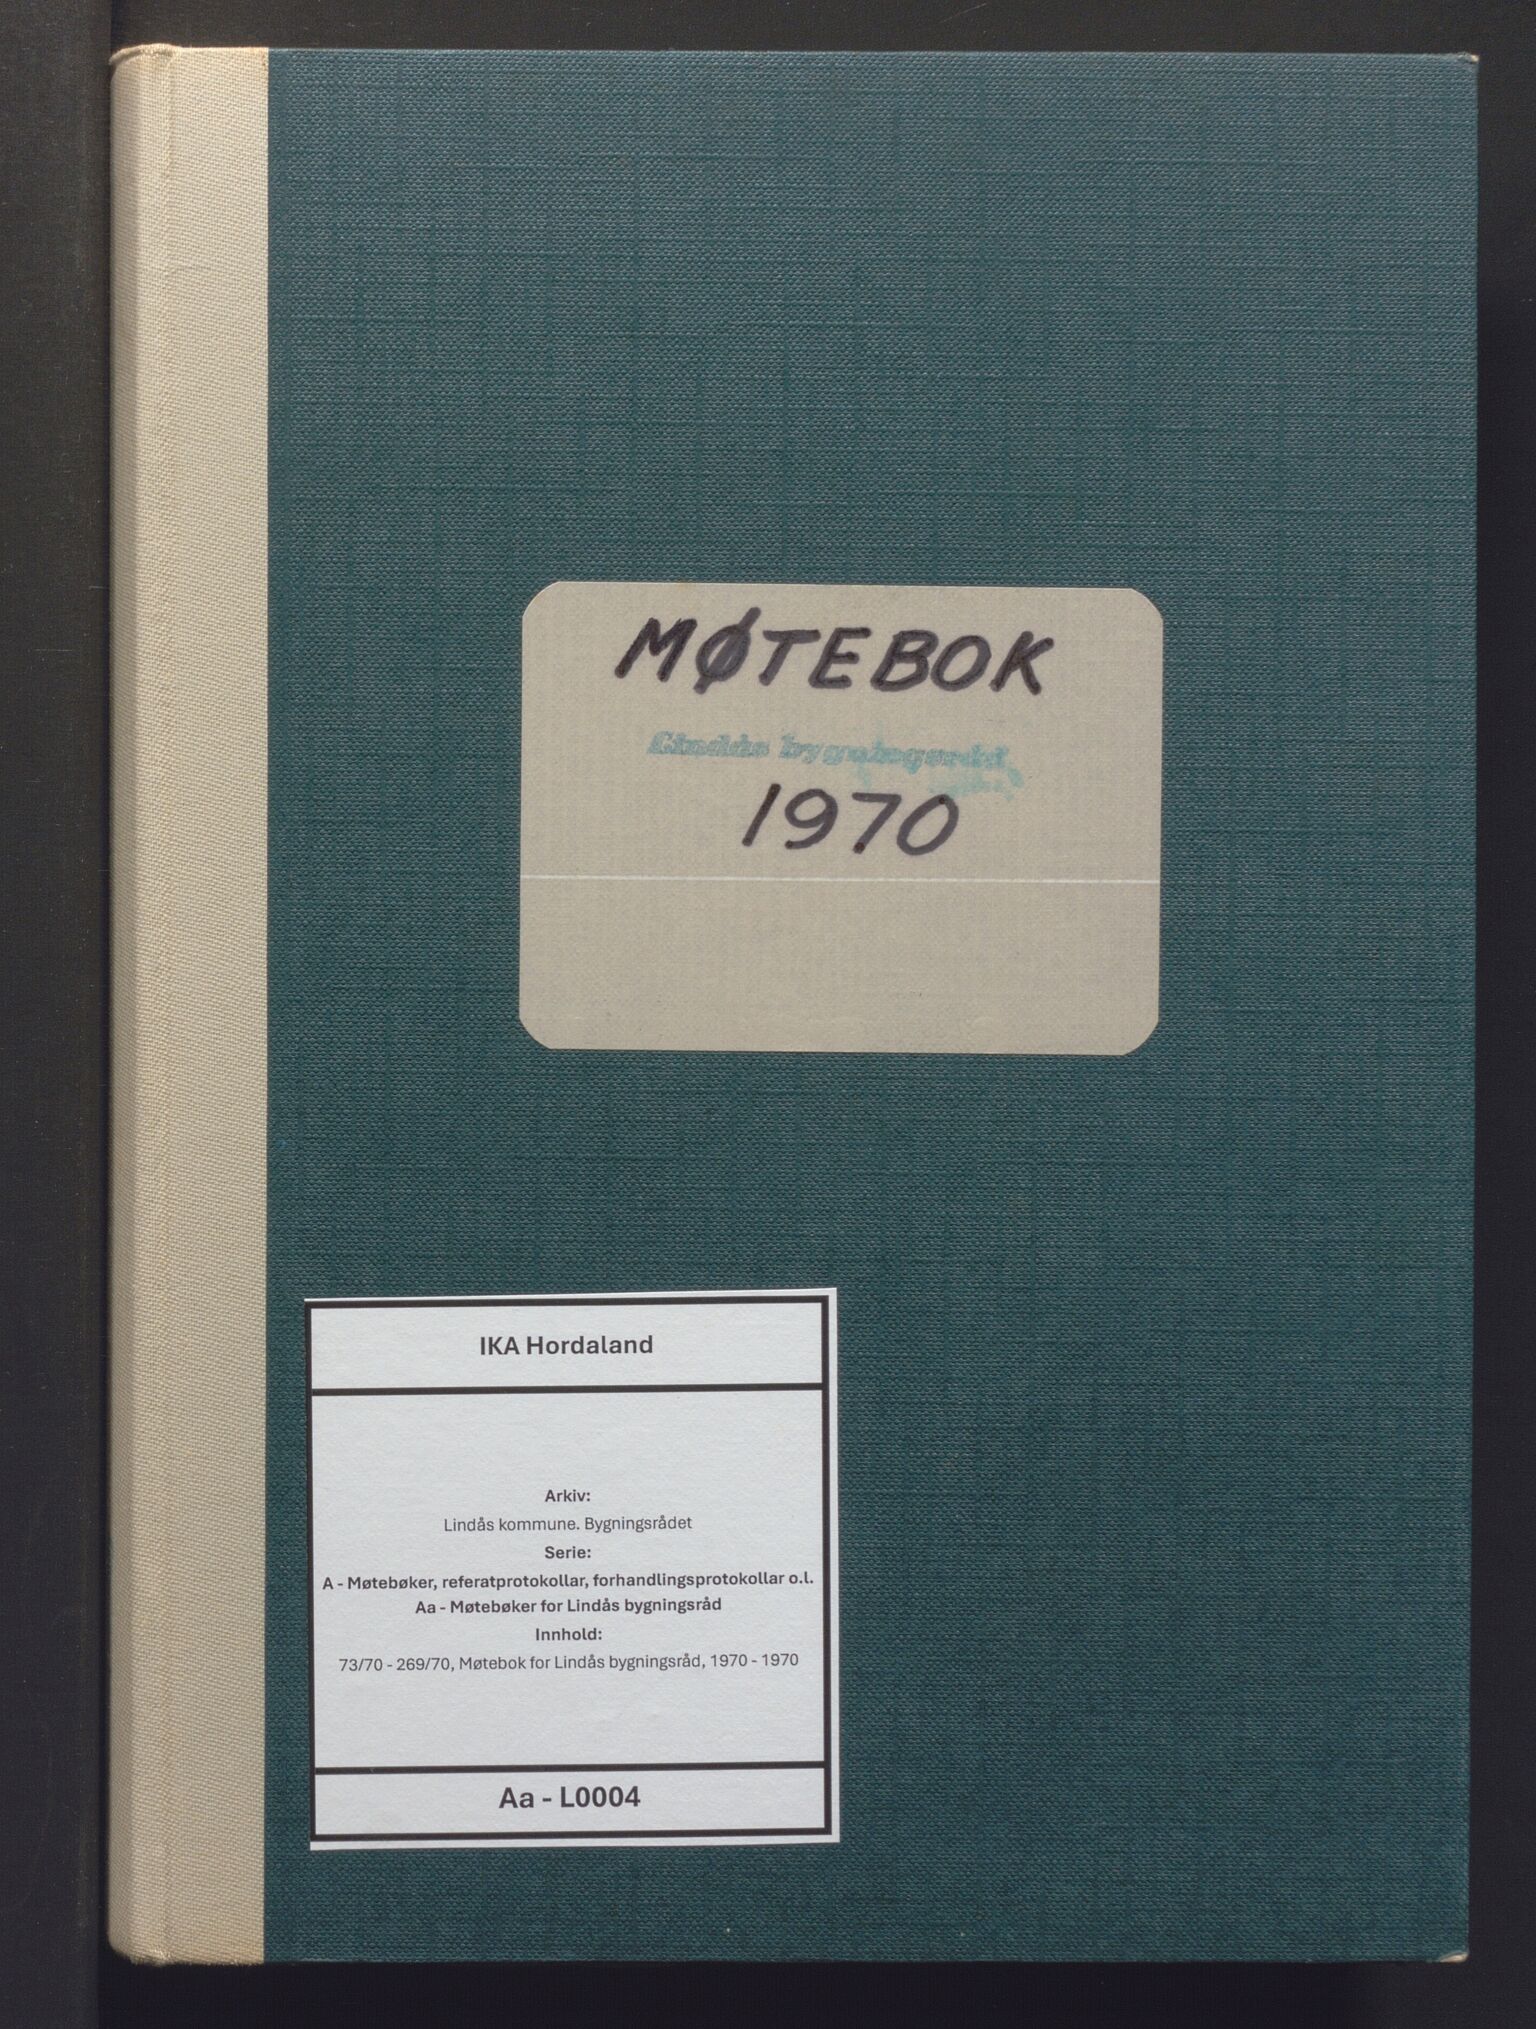 MØTEBOK
Lindås bygningsråd
1970
IKA Hordaland
Arkiv:
Lindås kommune. Bygningsrådet
Serie:
A - Møtebøker, referatprotokollar, forhandlingsprotokollar o.l.
Aa - Møtebøker for Lindås bygningsråd
Innhold:
73/70 - 269/70, Møtebok for Lindås bygningsråd, 1970 - 1970
Aa - L0004